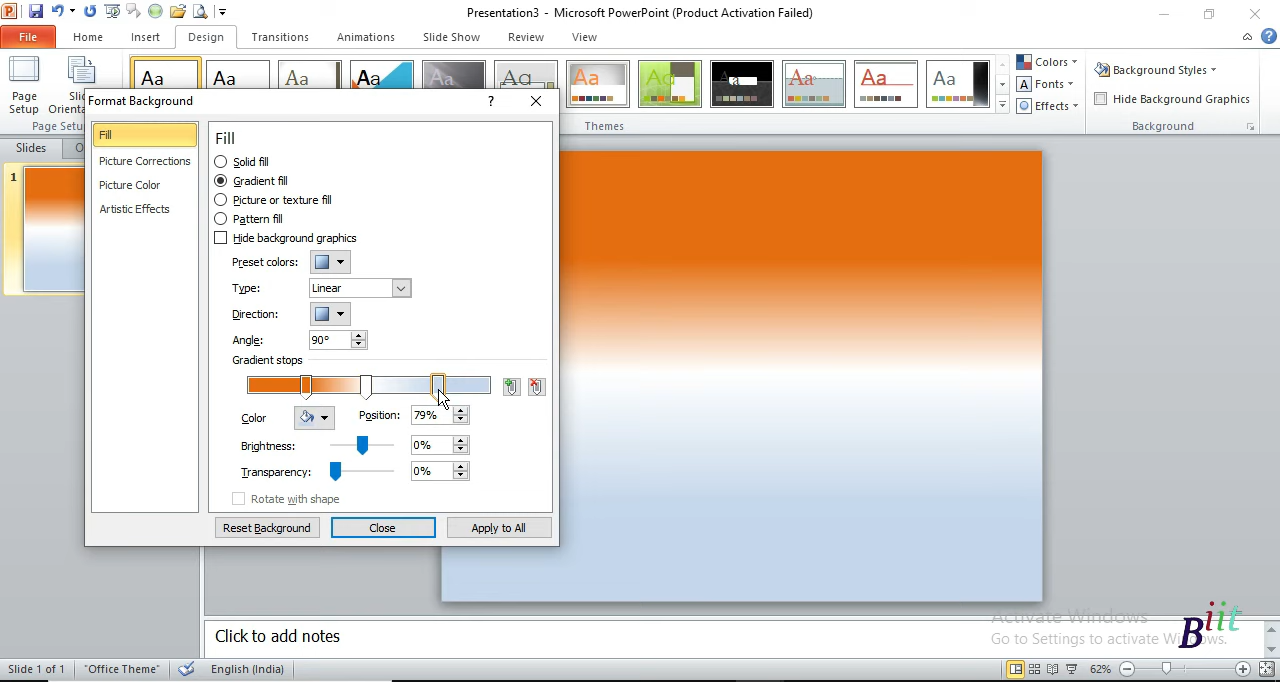 Presentation3 - Microsoft PowerPoint (Product Activation Failed)
File Home Insert Design Transitions Animations Slide Show Review View
Aa Aa Aa Aa Aa Aa Aa Aa Aa Aa Aa Aa
Page Setup
Page Setu
Themes
Colors
Fonts
Effects
Background Styles
Hide Background Graphics
Background
Slides
1
Format Background
?
Fill
Picture Corrections
Picture Color
Artistic Effects
Fill
Solid fill
Gradient fill
Picture or texture fill
Pattern fill
Hide background graphics
Preset colors:
Type: Linear
Direction:
Angle: 90°
Gradient stops
Color Position: 79%
Brightness: 0%
Transparency: 0%
Rotate with shape
Reset Background Close Apply to All
Click to add notes
Activate Windows
Go to Settings to activate Windows.
Biit
Slide 1 of 1 "Office Theme" English (India) 62%